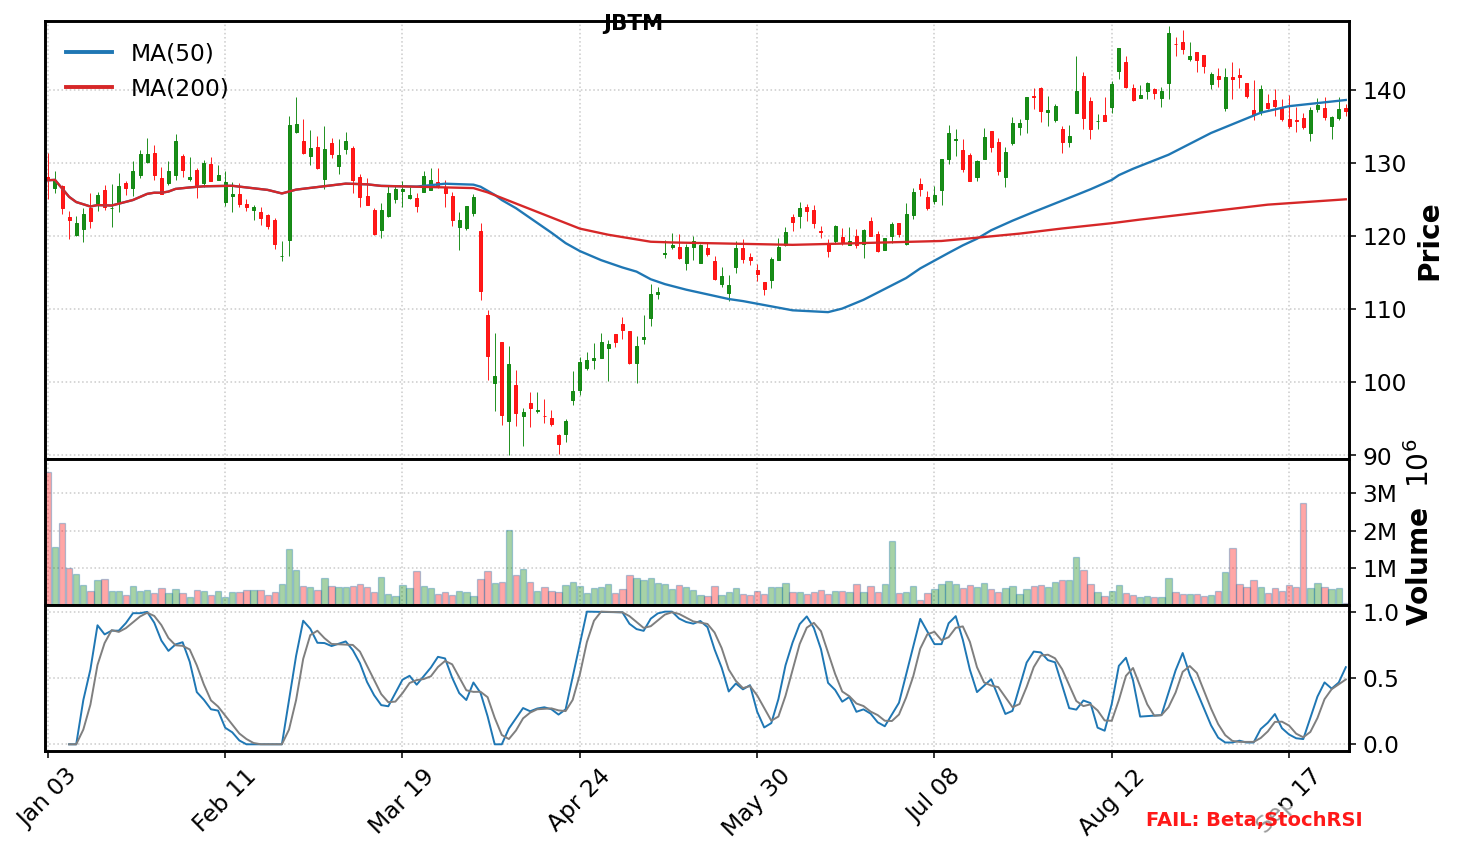 JBTM
MA(50)
MA(200)
140
130
120
110
100
90
Price
3M
2M
1M
Volume 10^6
1.0
0.5
0.0
Jan 03
Feb 11
Mar 19
Apr 24
May 30
Jul 08
Aug 12
Sep 17
FAIL: Beta,StochRSI